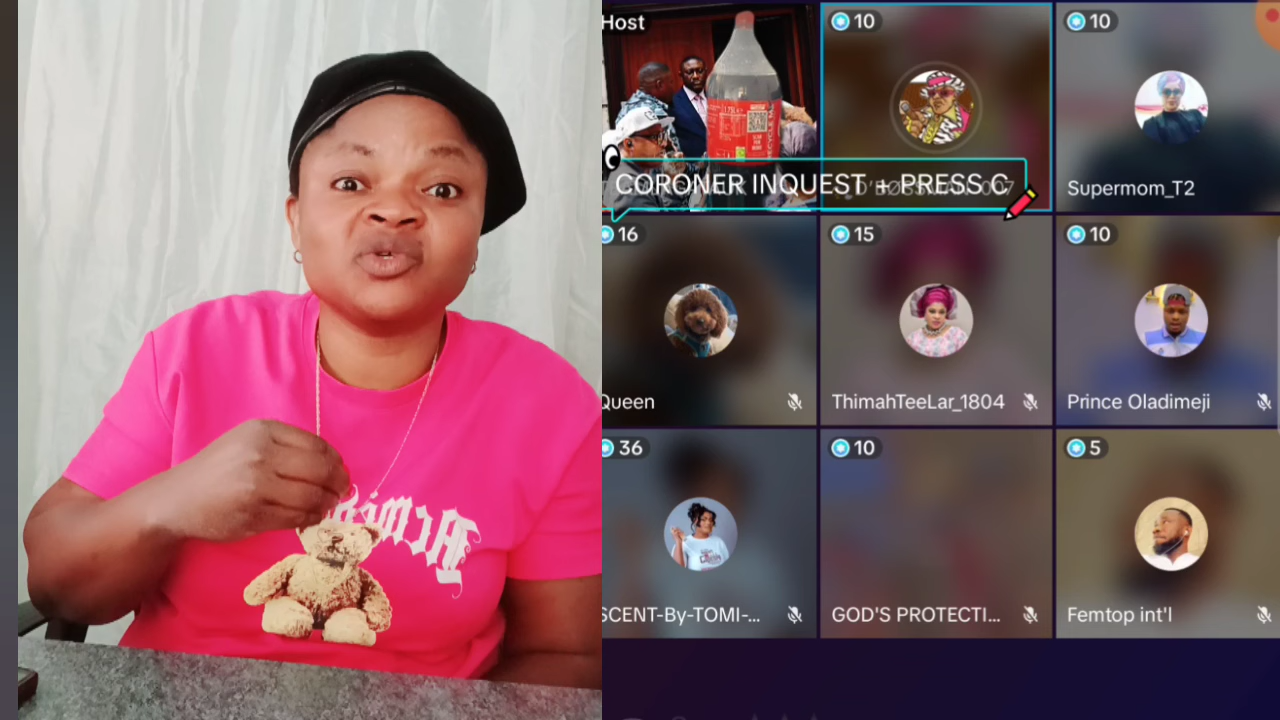 Host
10
10
CORONER INQUEST + PRESS C
Supermom_T2
16
15
10
Queen
ThimahTeeLar_1804
Prince Oladimeji
36
10
5
SCENT-By-TOMI-...
GOD'S PROTECTI...
Femtop int'l